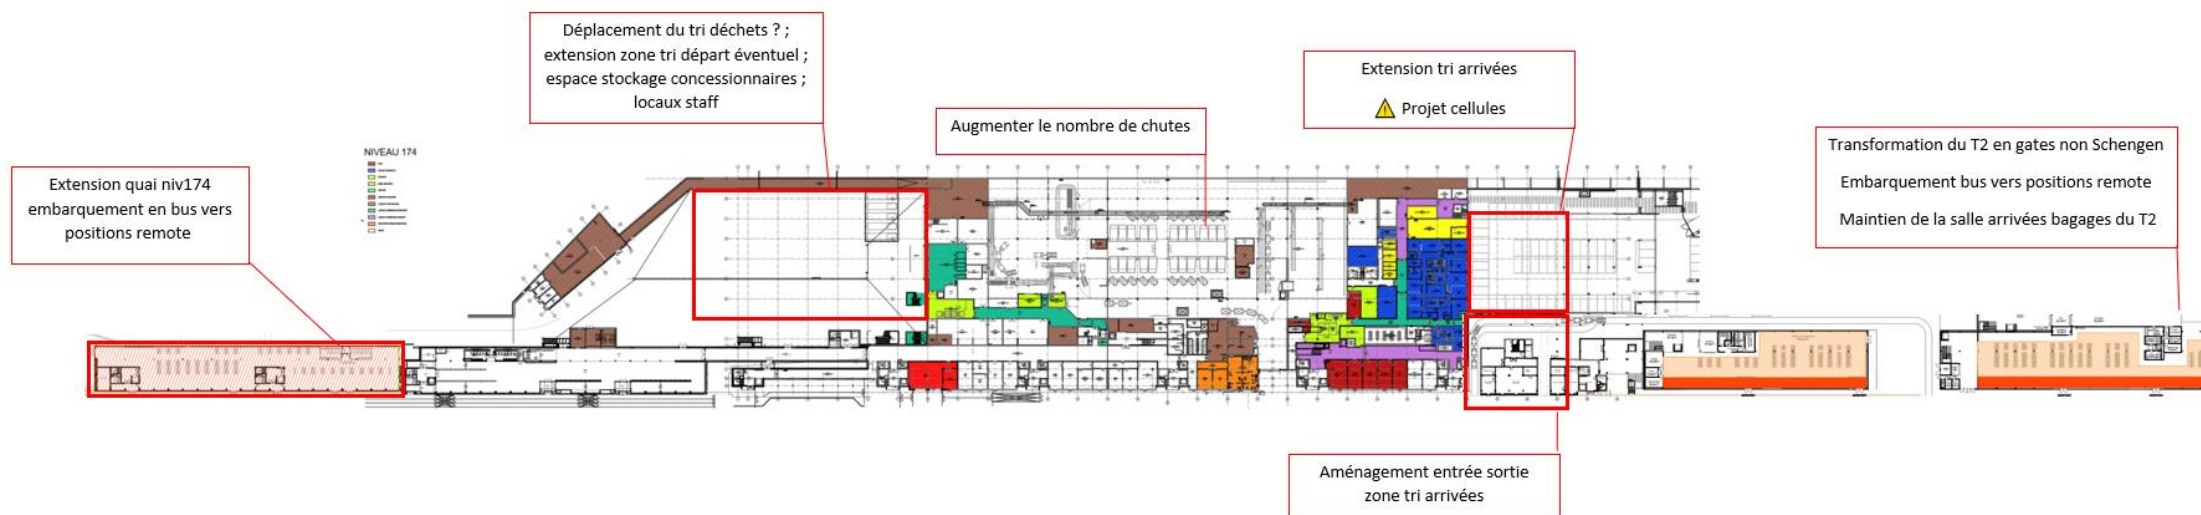 Déplacement du tri déchets ? ;
extension zone tri départ éventuel ;
espace stockage concessionnaires ;
locaux staff
Extension tri arrivées
Projet cellules
Augmenter le nombre de chutes
Transformation du T2 en gates non Schengen
Embarquement bus vers positions remote
Maintien de la salle arrivées bagages du T2
NIVEAU 174
Extension quai niv174
embarquement en bus vers
positions remote
Aménagement entrée sortie
zone tri arrivées